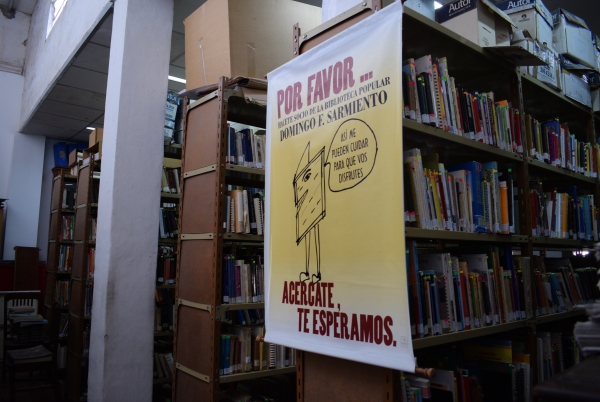 POR FAVOR...
HACETE SOCIO DE LA BIBLIOTECA POPULAR
DOMINGO F. SARMIENTO
ASÍ ME
PUEDEN CUIDAR
PARA QUE VOS
DISFRUTES
ACERCATE,
TE ESPERAMOS.
Autor